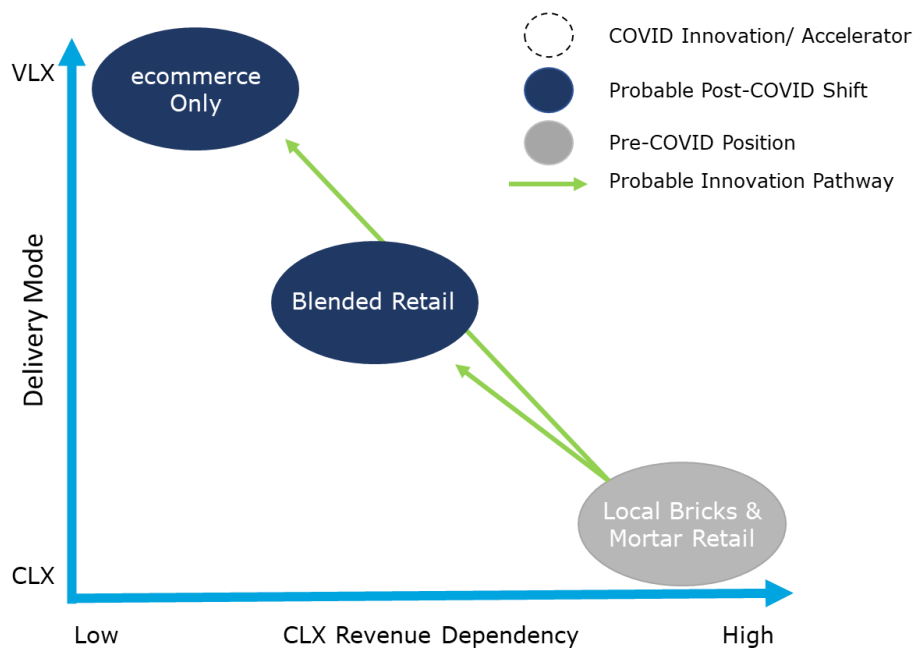 VLX
ecommerce
Only
COVID Innovation/ Accelerator
Probable Post-COVID Shift
Pre-COVID Position
Probable Innovation Pathway
Delivery Mode
Blended Retail
Local Bricks &
Mortar Retail
CLX
Low
CLX Revenue Dependency
High